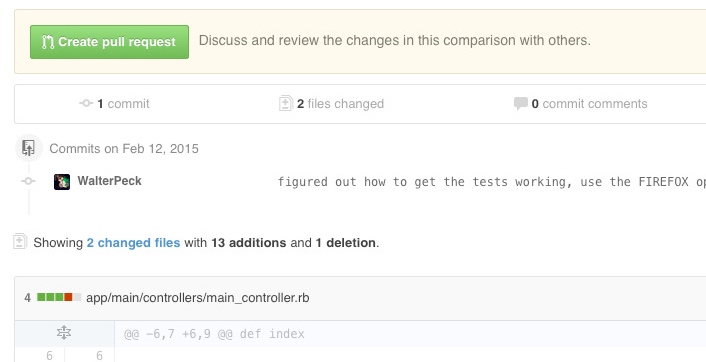 Create pull request Discuss and review the changes in this comparison with others.
1 commit 2 files changed 0 commit comments
Commits on Feb 12, 2015
WalterPeck figured out how to get the tests working, use the FIREFOX
Showing 2 changed files with 13 additions and 1 deletion.
4 app/main/controllers/main_controller.rb
@@ -6,7 +6,9 @@ def index
6 6